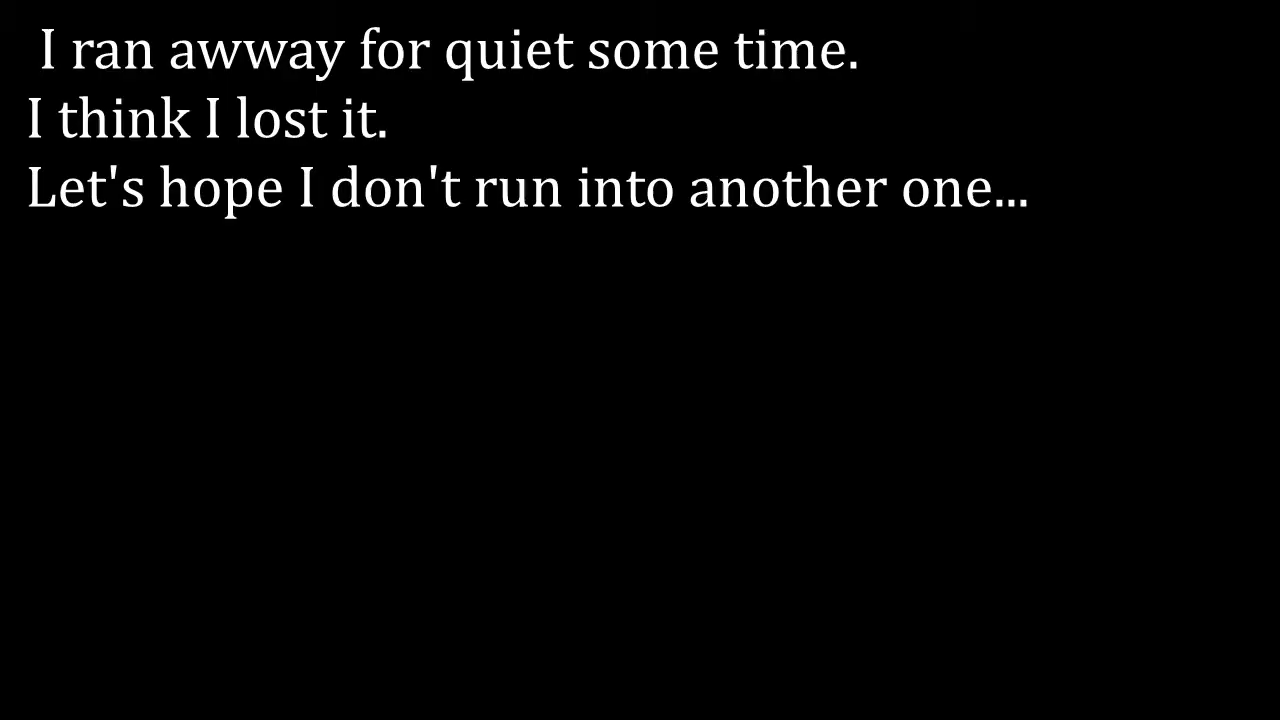 I ran awway for quiet some time.
I think I lost it.
Let's hope I don't run into another one...